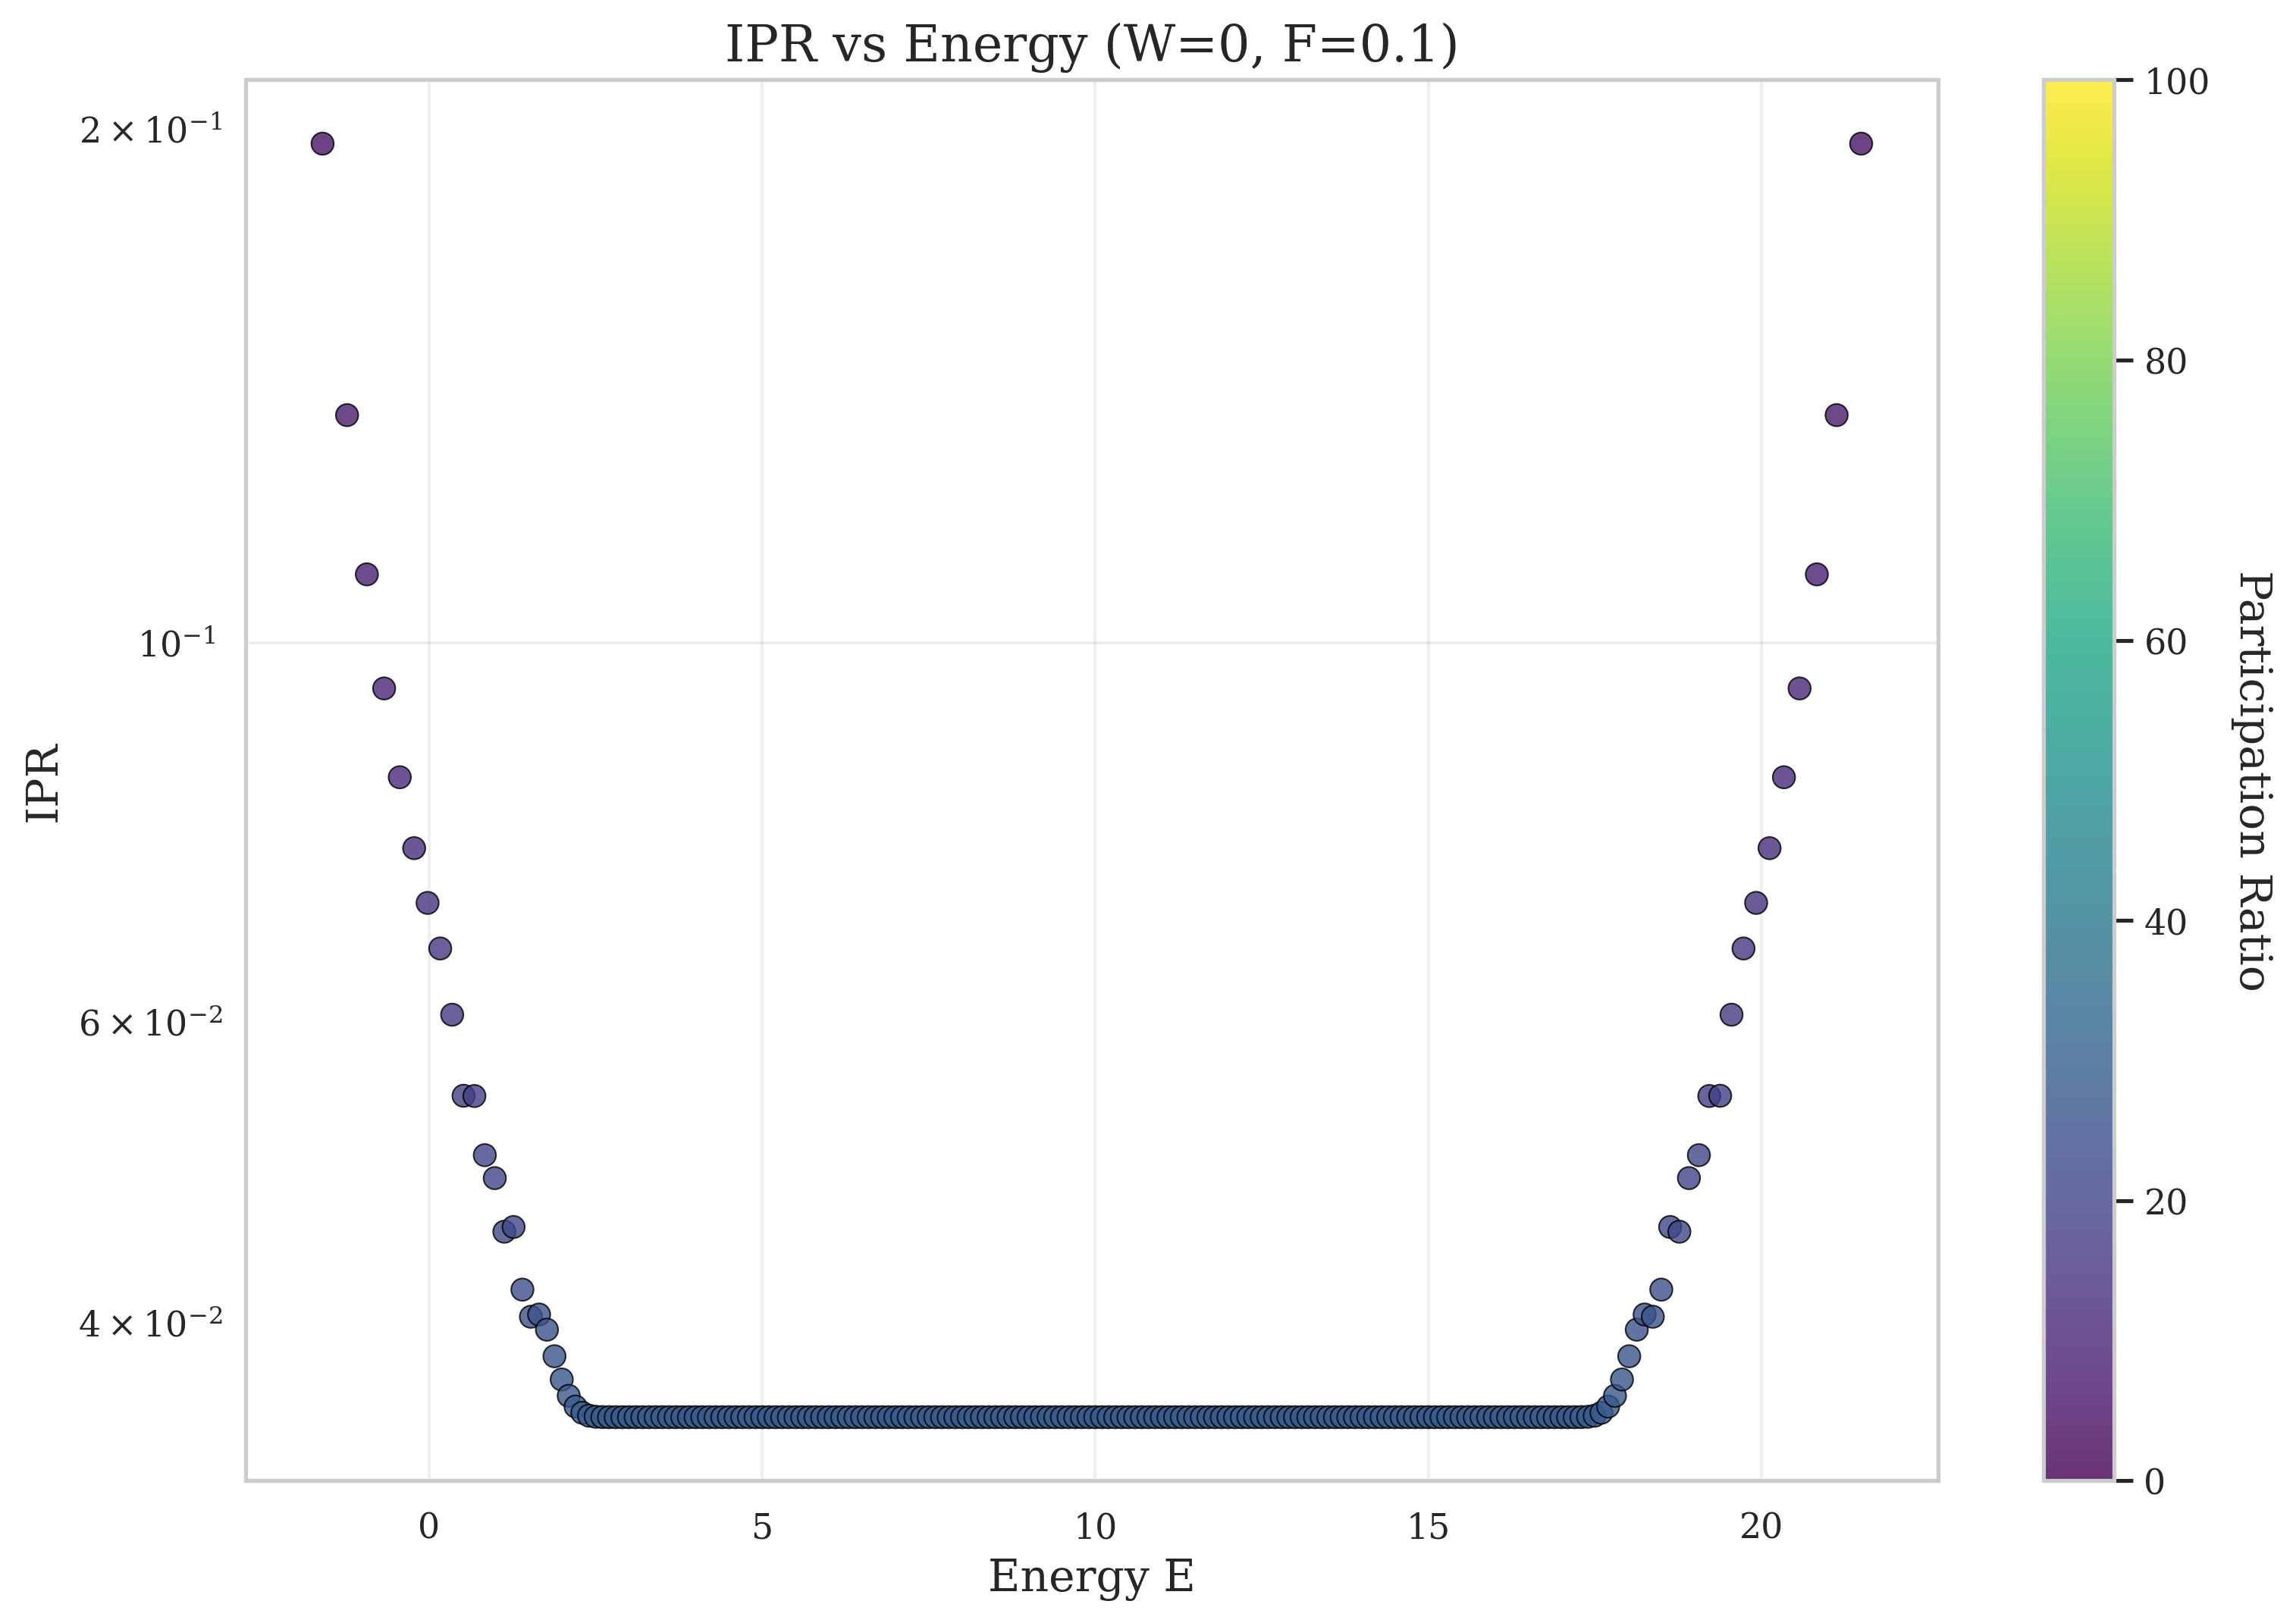 IPR vs Energy (W=0, F=0.1)
2 × 10⁻¹
10⁻¹
6 × 10⁻²
4 × 10⁻²
IPR
0
5
10
15
20
Energy E
100
80
60
40
20
0
Participation Ratio